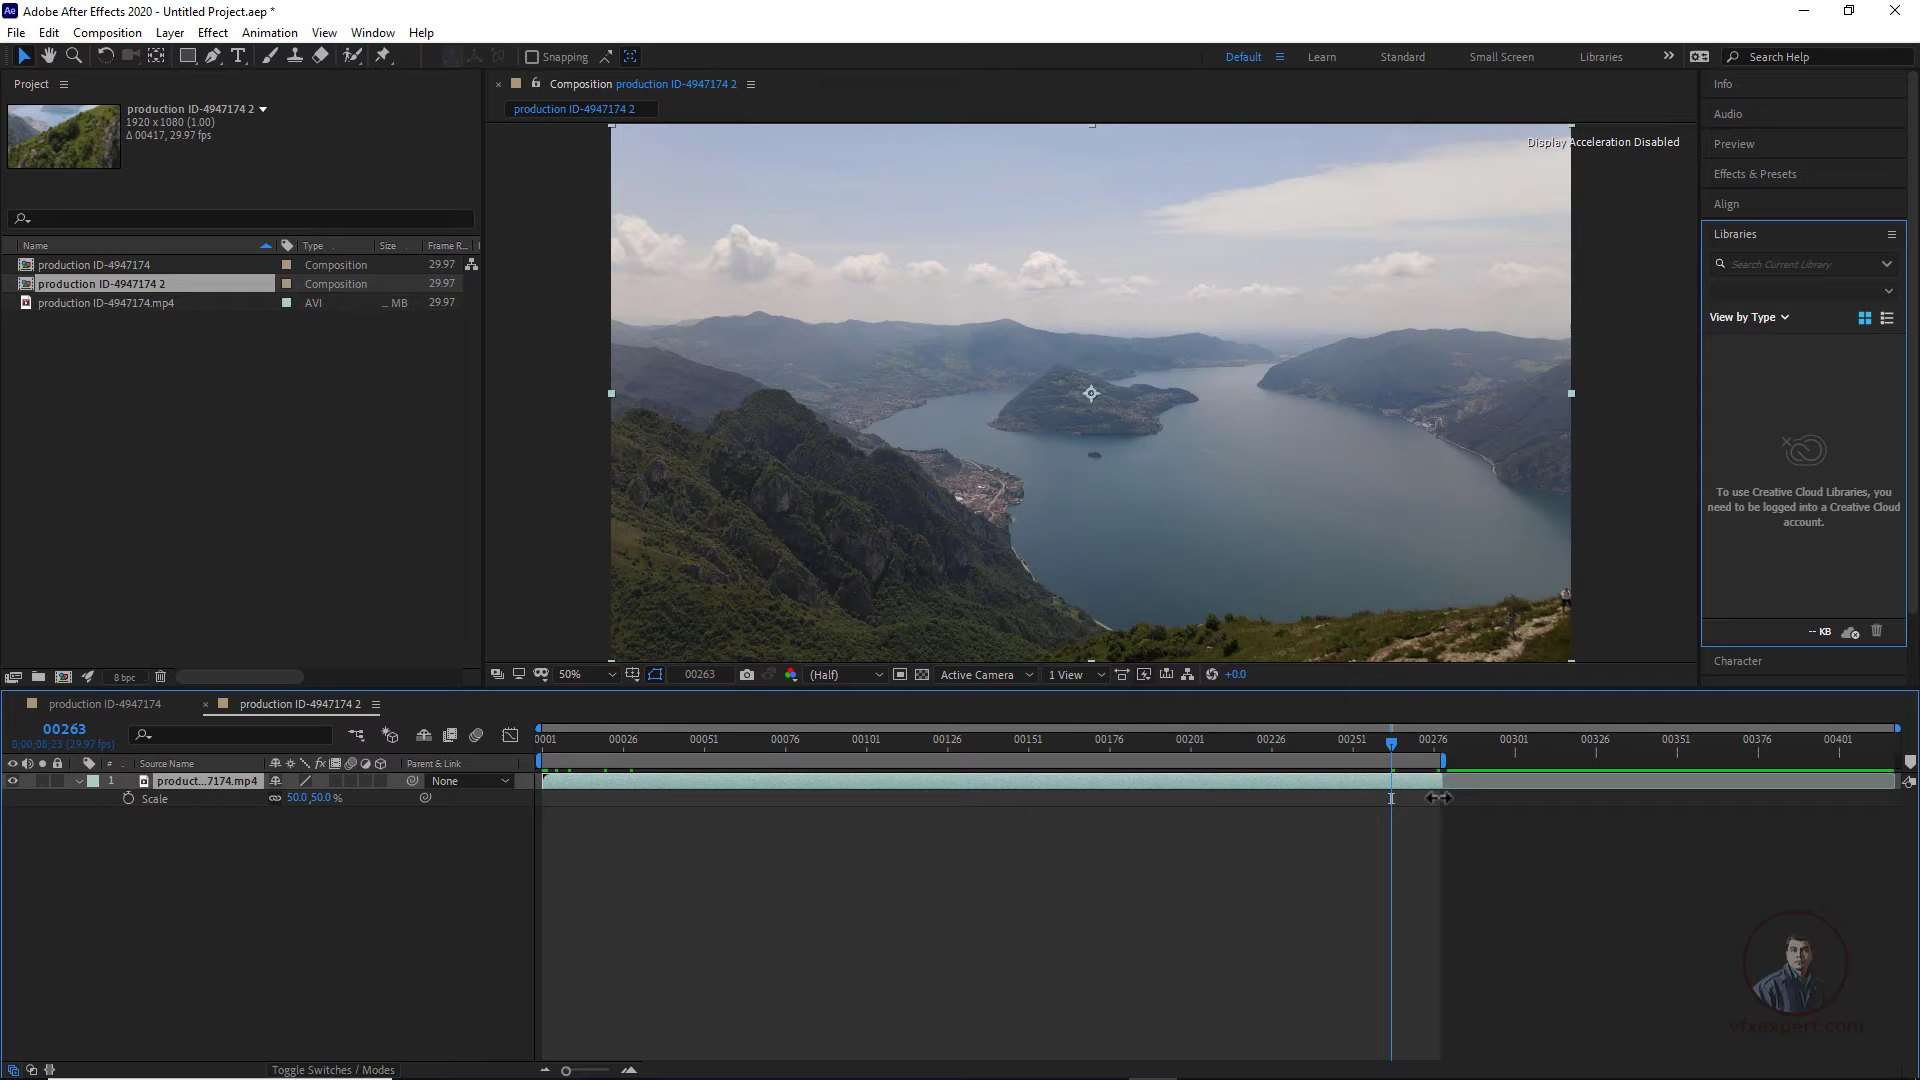 Ae Adobe After Effects 2020 - Untitled Project.aep *
File Edit Composition Layer Effect Animation View Window Help
Snapping
Default Learn Standard Small Screen Libraries Search Help
Project
production ID-4947174 2
1920 x 1080 (1.00)
Δ 00417, 29.97 fps
Name Type Size Frame R...
production ID-4947174 Composition 29.97
production ID-4947174 2 Composition 29.97
production ID-4947174.mp4 AVI ... MB 29.97
8 bpc
Composition production ID-4947174 2
production ID-4947174 2
Display Acceleration Disabled
50% 00263 (Half) Active Camera 1 View +0.0
Info
Audio
Preview
Effects & Presets
Align
Libraries
Search Current Library
View by Type
To use Creative Cloud Libraries, you
need to be logged into a Creative Cloud
account.
-- KB
Character
production ID-4947174 production ID-4947174 2
00263
0;00;08;23 (29.97 fps)
0001 00026 00051 00076 00101 00126 00151 00176 00201 00226 00251 00276 00301 00326 00351 00376 00401
# Source Name fx Parent & Link
1 product...7174.mp4 None
Scale 50.0,50.0 %
Toggle Switches / Modes
vfxexpert.com